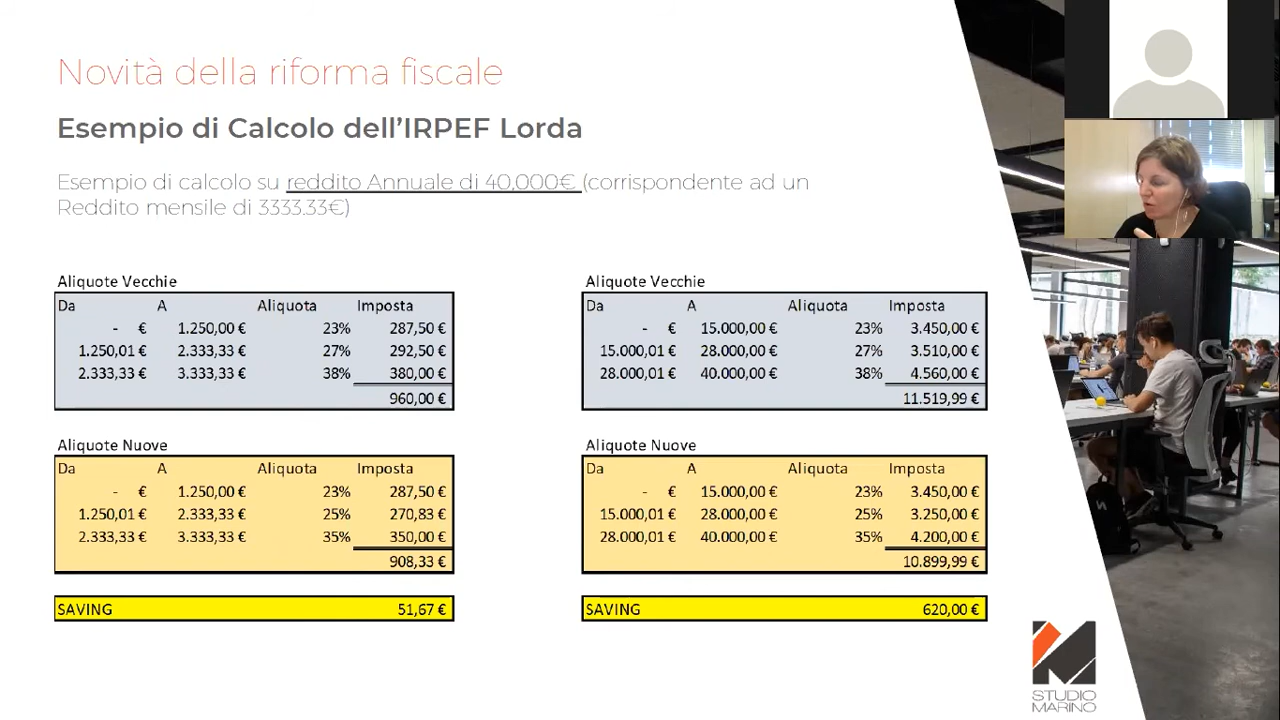 Novità della riforma fiscale
Esempio di Calcolo dell'IRPEF Lorda
Esempio di calcolo su reddito Annuale di 40,000€ (corrispondente ad un
Reddito mensile di 3333.33€)
Aliquote Vecchie
Da A Aliquota Imposta
- € 1.250,00 € 23% 287,50 €
1.250,01 € 2.333,33 € 27% 292,50 €
2.333,33 € 3.333,33 € 38% 380,00 €
960,00 €
Aliquote Nuove
Da A Aliquota Imposta
- € 1.250,00 € 23% 287,50 €
1.250,01 € 2.333,33 € 25% 270,83 €
2.333,33 € 3.333,33 € 35% 350,00 €
908,33 €
SAVING 51,67 €
Aliquote Vecchie
Da A Aliquota Imposta
- € 15.000,00 € 23% 3.450,00 €
15.000,01 € 28.000,00 € 27% 3.510,00 €
28.000,01 € 40.000,00 € 38% 4.560,00 €
11.519,99 €
Aliquote Nuove
Da A Aliquota Imposta
- € 15.000,00 € 23% 3.450,00 €
15.000,01 € 28.000,00 € 25% 3.250,00 €
28.000,01 € 40.000,00 € 35% 4.200,00 €
10.899,99 €
SAVING 620,00 €
STUDIO
MARINO